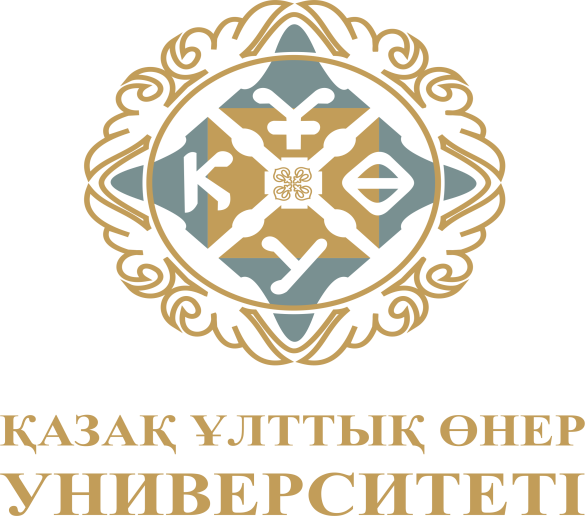 Ұ
Қ Ө
У
ҚАЗАҚ ҰЛТТЫҚ ӨНЕР
УНИВЕРСИТЕТІ